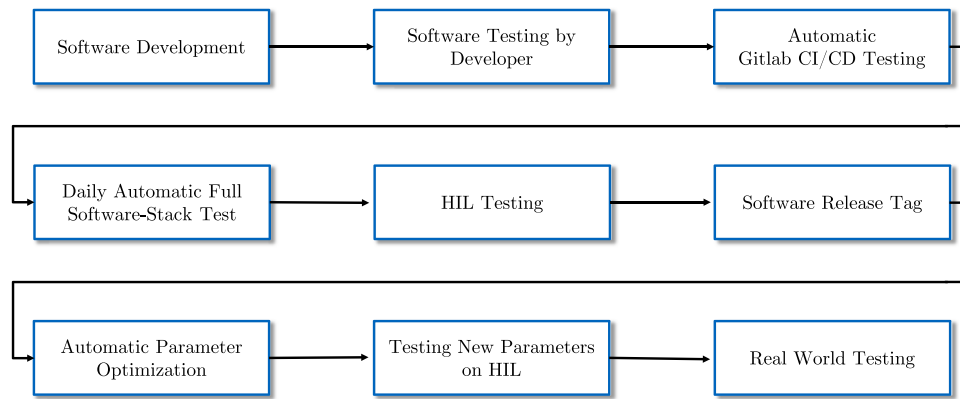 Software Development
Software Testing by
Developer
Automatic
Gitlab CI/CD Testing
Daily Automatic Full
Software-Stack Test
HIL Testing
Software Release Tag
Automatic Parameter
Optimization
Testing New Parameters
on HIL
Real World Testing